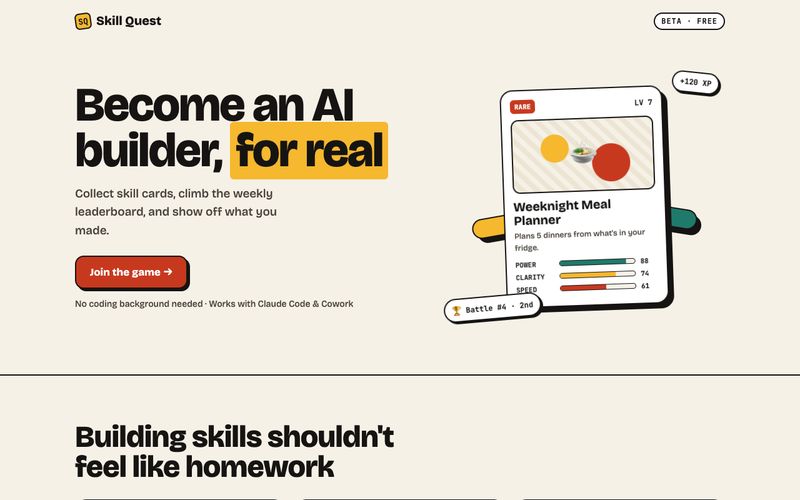 SQ Skill Quest
BETA · FREE
Become an AI
builder, for real
Collect skill cards, climb the weekly
leaderboard, and show off what you
made.
Join the game →
No coding background needed · Works with Claude Code & Cowork
+120 XP
RARE
LV 7
Weeknight Meal
Planner
Plans 5 dinners from what's in your
fridge.
POWER 88
CLARITY 74
SPEED 61
🏆 Battle #4 · 2nd
Building skills shouldn't
feel like homework